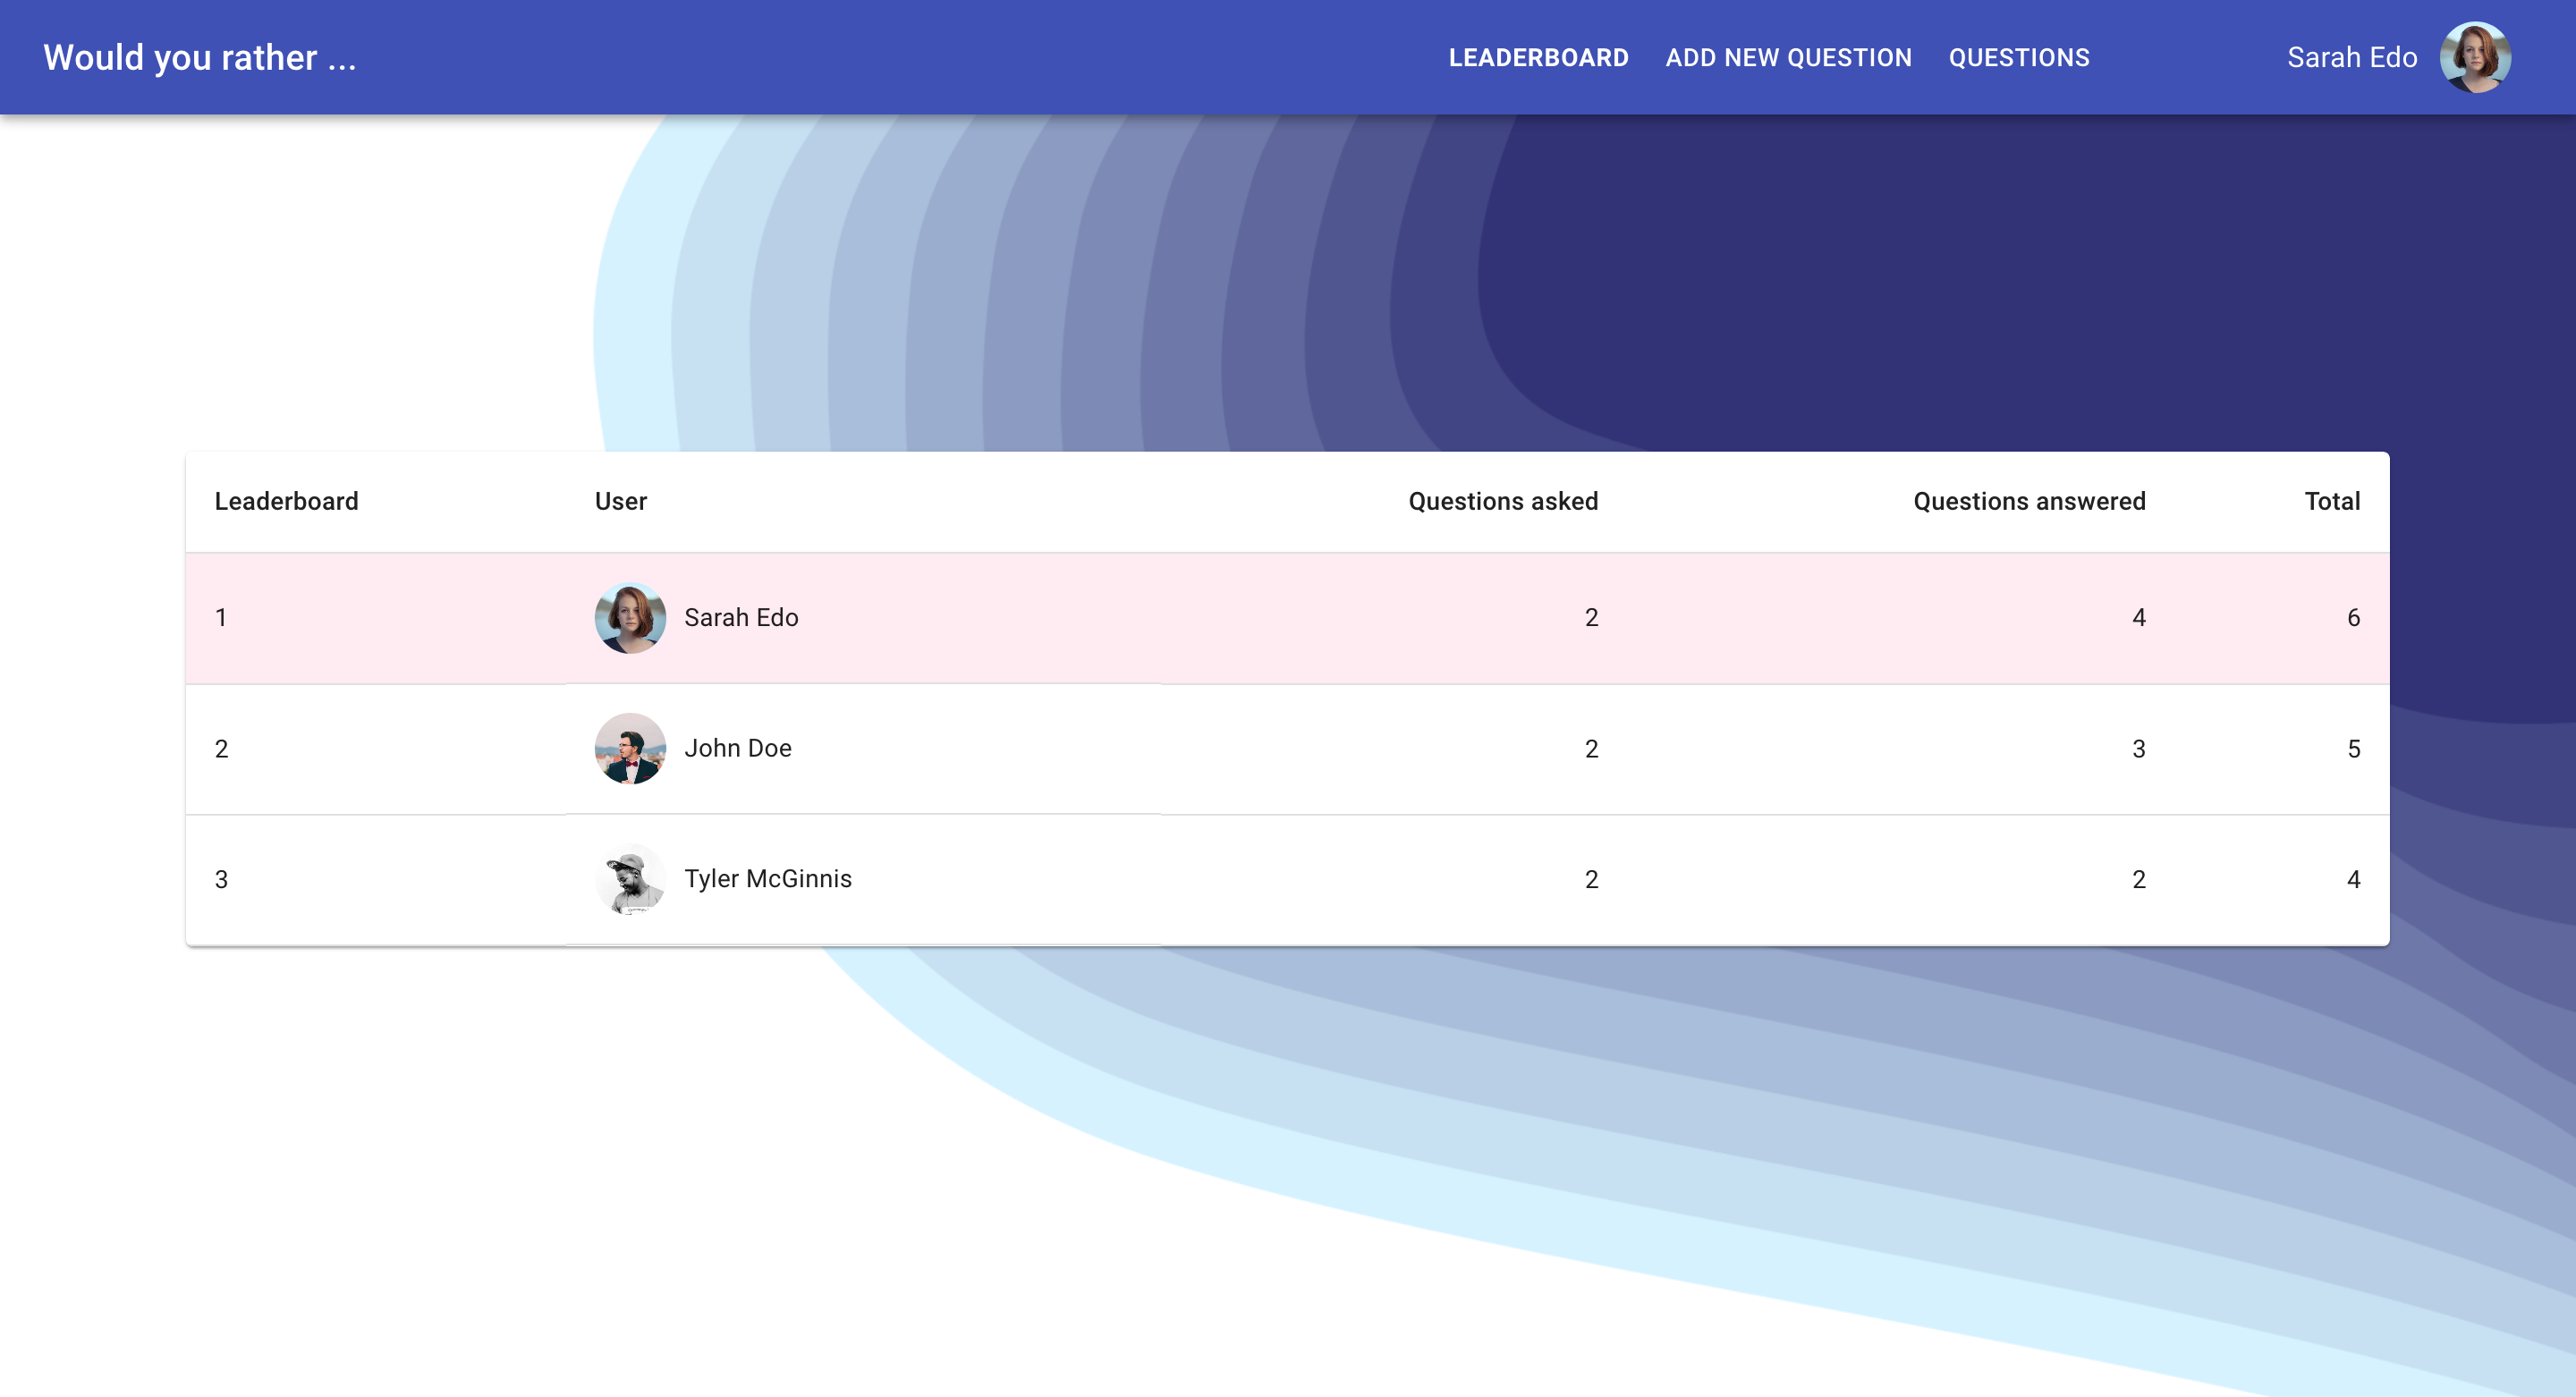 Would you rather ... LEADERBOARD ADD NEW QUESTION QUESTIONS Sarah Edo
Leaderboard User Questions asked Questions answered Total
1 Sarah Edo 2 4 6
2 John Doe 2 3 5
3 Tyler McGinnis 2 2 4